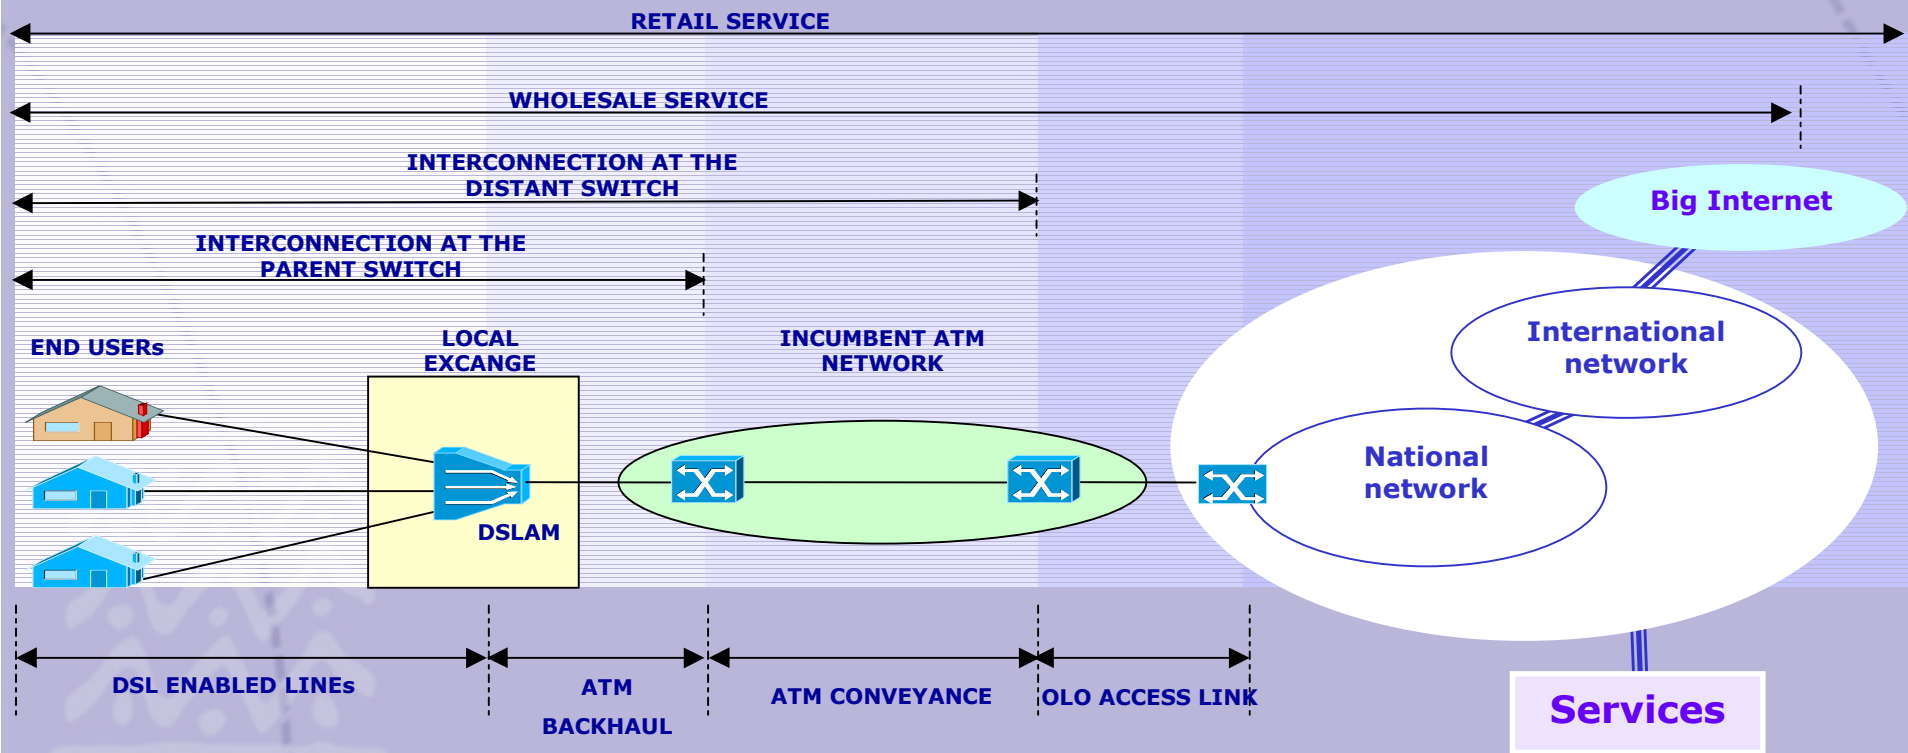 RETAIL SERVICE
WHOLESALE SERVICE
INTERCONNECTION AT THE
DISTANT SWITCH
Big Internet
INTERCONNECTION AT THE
PARENT SWITCH
END USERs
LOCAL
EXCANGE
INCUMBENT ATM
NETWORK
International
network
National
network
DSLAM
DSL ENABLED LINEs
ATM
BACKHAUL
ATM CONVEYANCE
OLO ACCESS LINK
Services